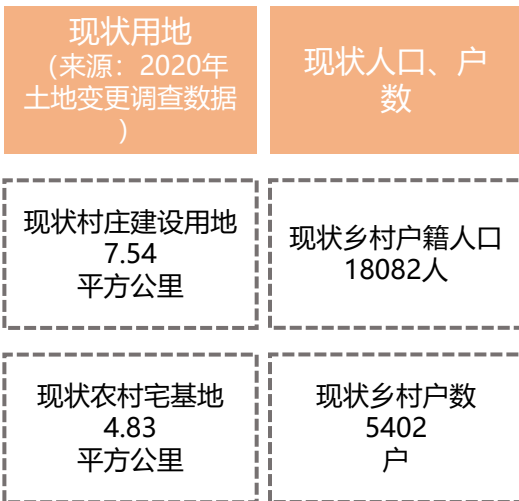 现状用地
（来源：2020年
土地变更调查数据
）
现状人口、户
数
现状村庄建设用地
7.54
平方公里
现状乡村户籍人口
18082人
现状农村宅基地
4.83
平方公里
现状乡村户数
5402
户